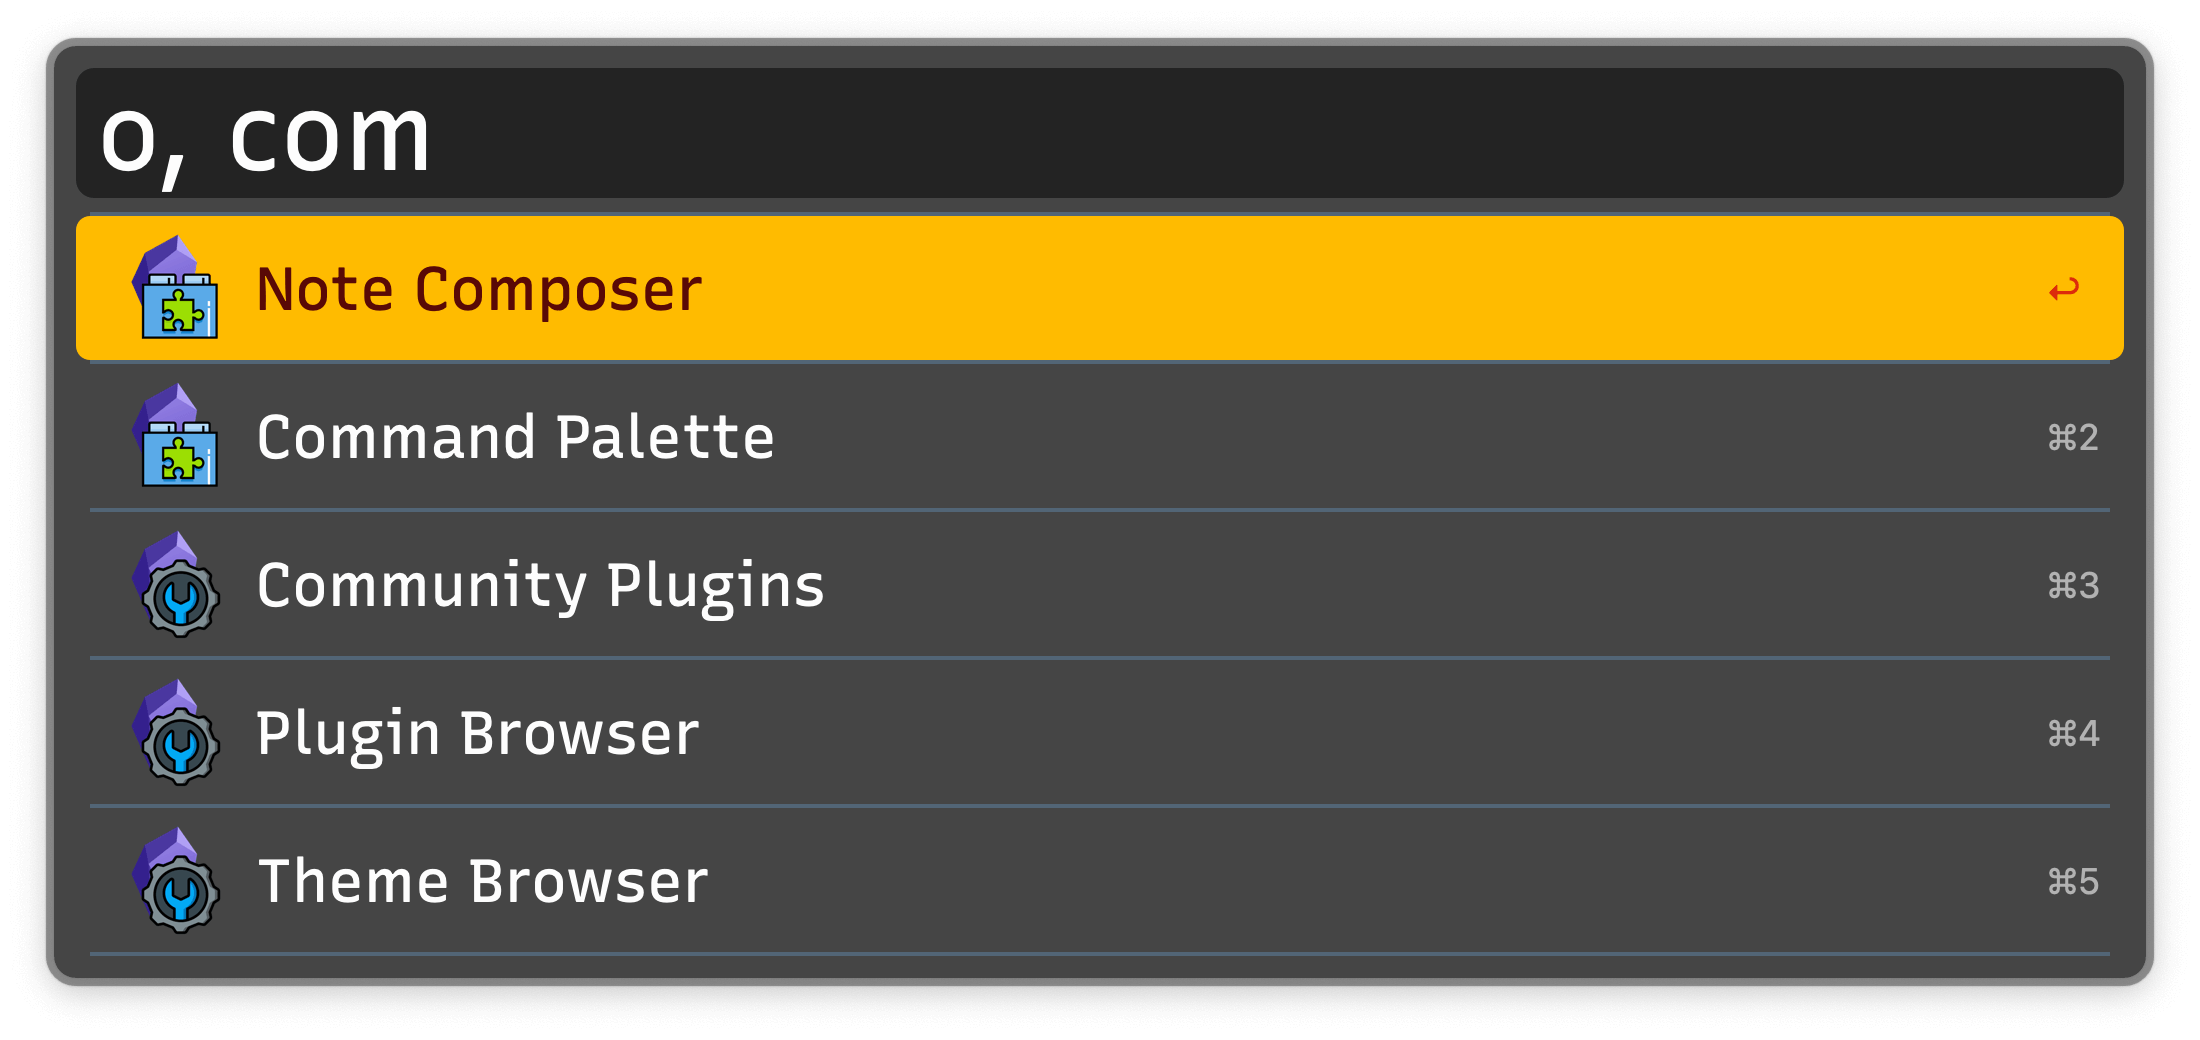 o, com
Note Composer ↩
Command Palette ⌘2
Community Plugins ⌘3
Plugin Browser ⌘4
Theme Browser ⌘5